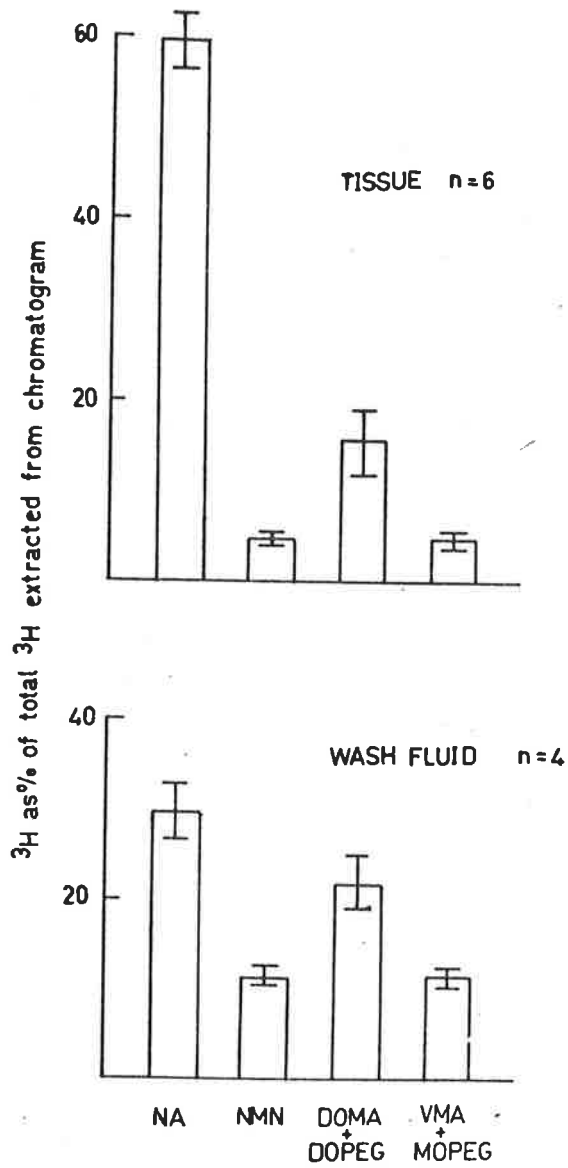 ³H as % of total ³H extracted from chromatogram
60
40
20
TISSUE n=6
40
20
WASH FLUID n=4
NA
NMN
DOMA
+
DOPEG
VMA
+
MOPEG